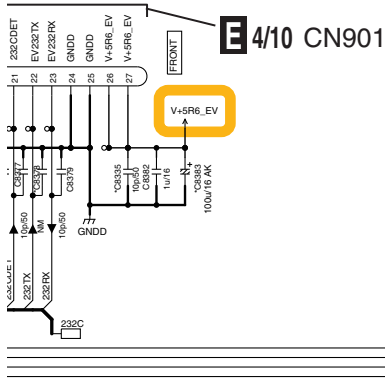 E 4/10 CN901
232CDET
EV232TX
EV232RX
GNDD
GNDD
V+5R6_EV
V+5R6_EV
21
22
23
24
25
26
27
FRONT
V+5R6_EV
C8377
C8378
C8379
10p/50
NM
10p/50
*C8335
10p/50
C8382
1u/16
+
*C8383
100u/16 AK
GNDD
232CDET
232TX
232RX
232C